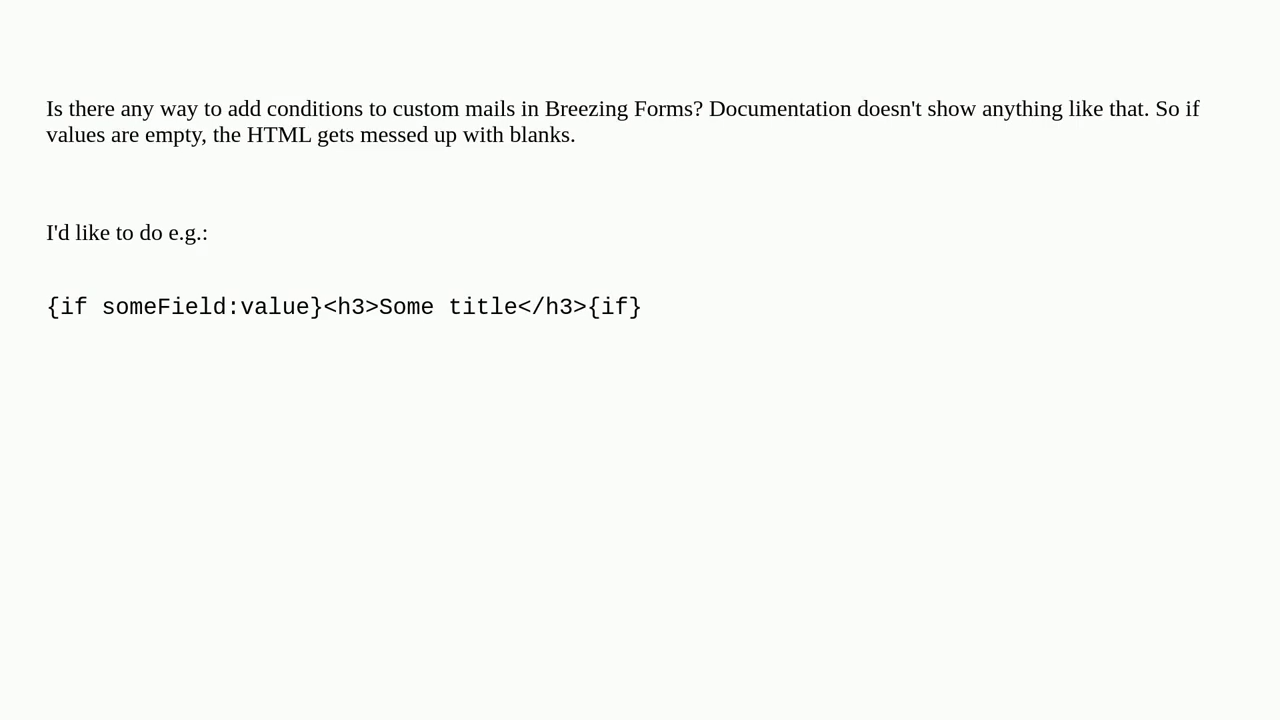 Is there any way to add conditions to custom mails in Breezing Forms? Documentation doesn't show anything like that. So if
values are empty, the HTML gets messed up with blanks.
I'd like to do e.g.:
{if someField:value}<h3>Some title</h3>{if}